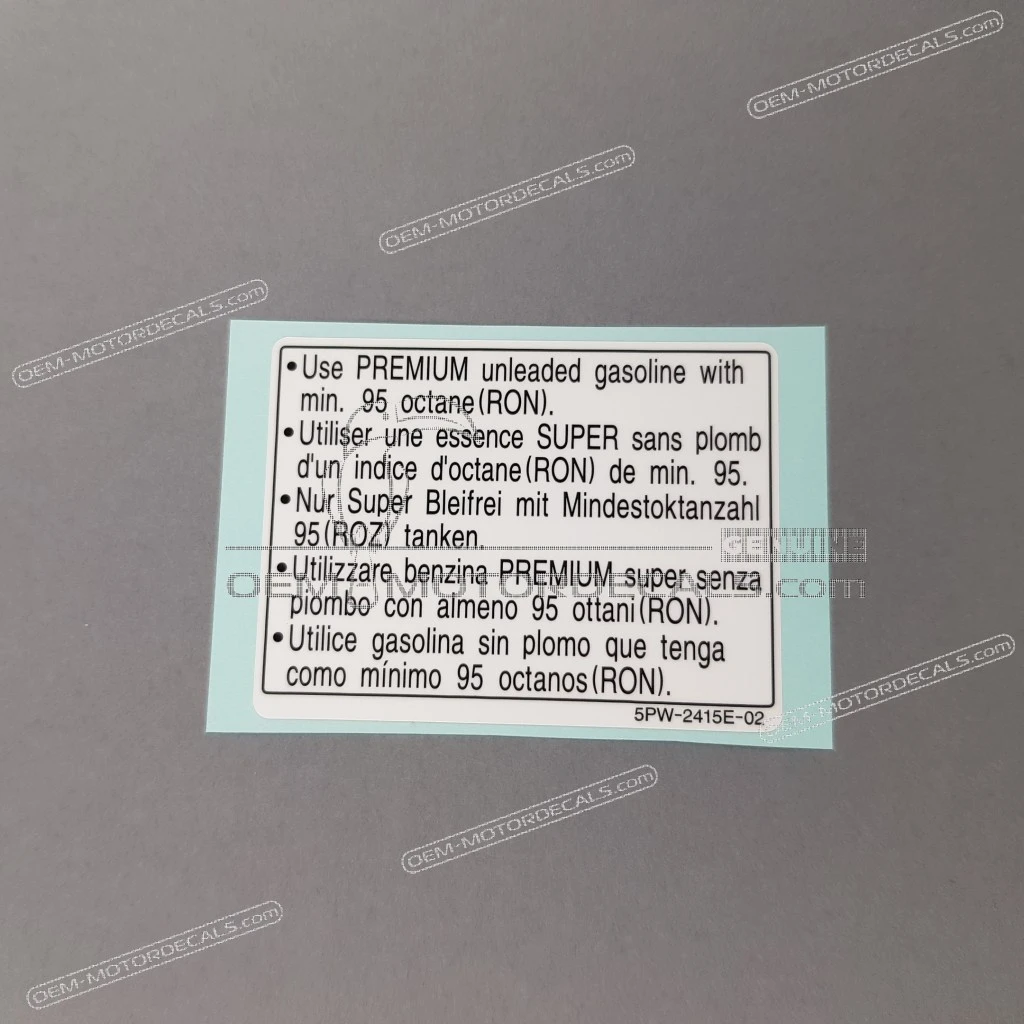 OEM-MOTORDECALS.COM
OEM-MOTORDECALS.COM
OEM-MOTORDECALS.COM
•Use PREMIUM unleaded gasoline with
min. 95 octane(RON).
•Utiliser une essence SUPER sans plomb
d'un indice d'octane(RON) de min. 95.
•Nur Super Bleifrei mit Mindestoktanzahl
95(ROZ) tanken.
GENUINE
•Utilizzare benzina PREMIUM super senza
OEM-MOTORDECALS.com
piombo con almeno 95 ottani(RON).
•Utilice gasolina sin plomo que tenga
como mínimo 95 octanos(RON).
5PW-2415E-02
OEM-MOTORDECALS.COM
OEM-MOTORDECALS.COM
OEM-MOTORDECALS.COM